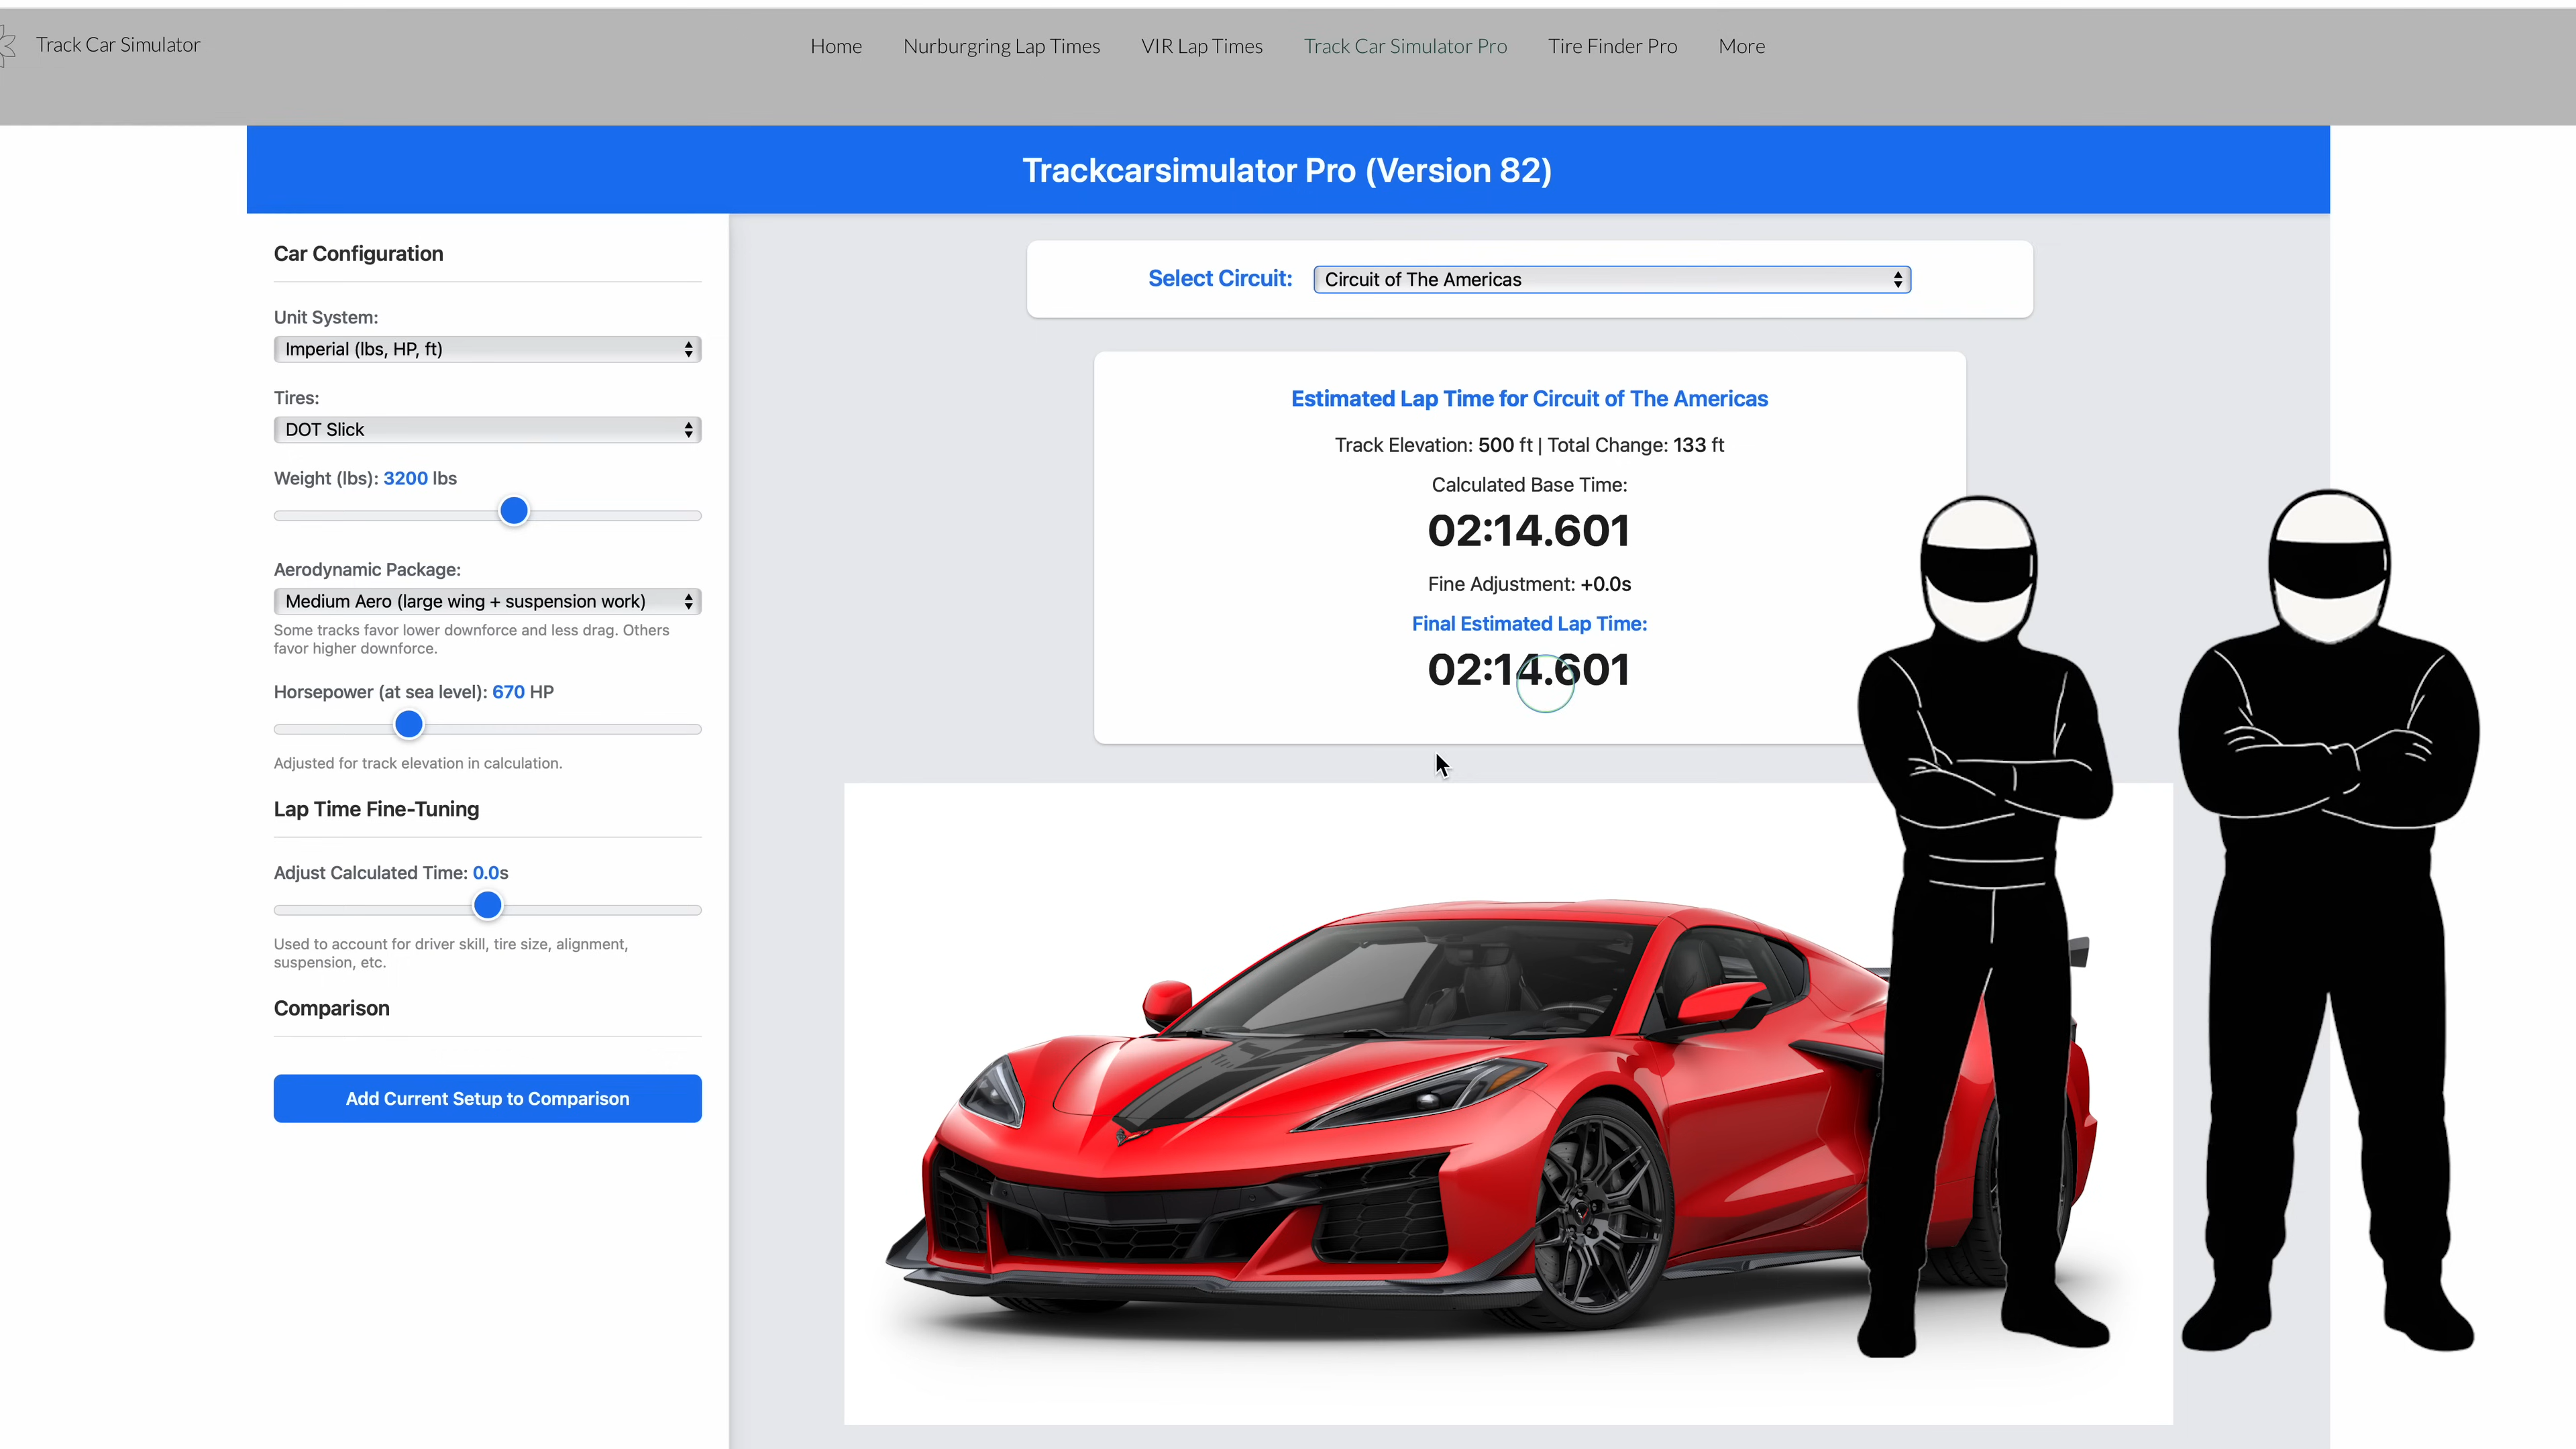 Track Car Simulator
Home
Nurburgring Lap Times
VIR Lap Times
Track Car Simulator Pro
Tire Finder Pro
More
Trackcarsimulator Pro (Version 82)
Car Configuration
Unit System:
Imperial (lbs, HP, ft)
Tires:
DOT Slick
Weight (lbs): 3200 lbs
Aerodynamic Package:
Medium Aero (large wing + suspension work)
Some tracks favor lower downforce and less drag. Others
favor higher downforce.
Horsepower (at sea level): 670 HP
Adjusted for track elevation in calculation.
Lap Time Fine-Tuning
Adjust Calculated Time: 0.0s
Used to account for driver skill, tire size, alignment,
suspension, etc.
Comparison
Add Current Setup to Comparison
Select Circuit:
Circuit of The Americas
Estimated Lap Time for Circuit of The Americas
Track Elevation: 500 ft | Total Change: 133 ft
Calculated Base Time:
02:14.601
Fine Adjustment: +0.0s
Final Estimated Lap Time:
02:14.601